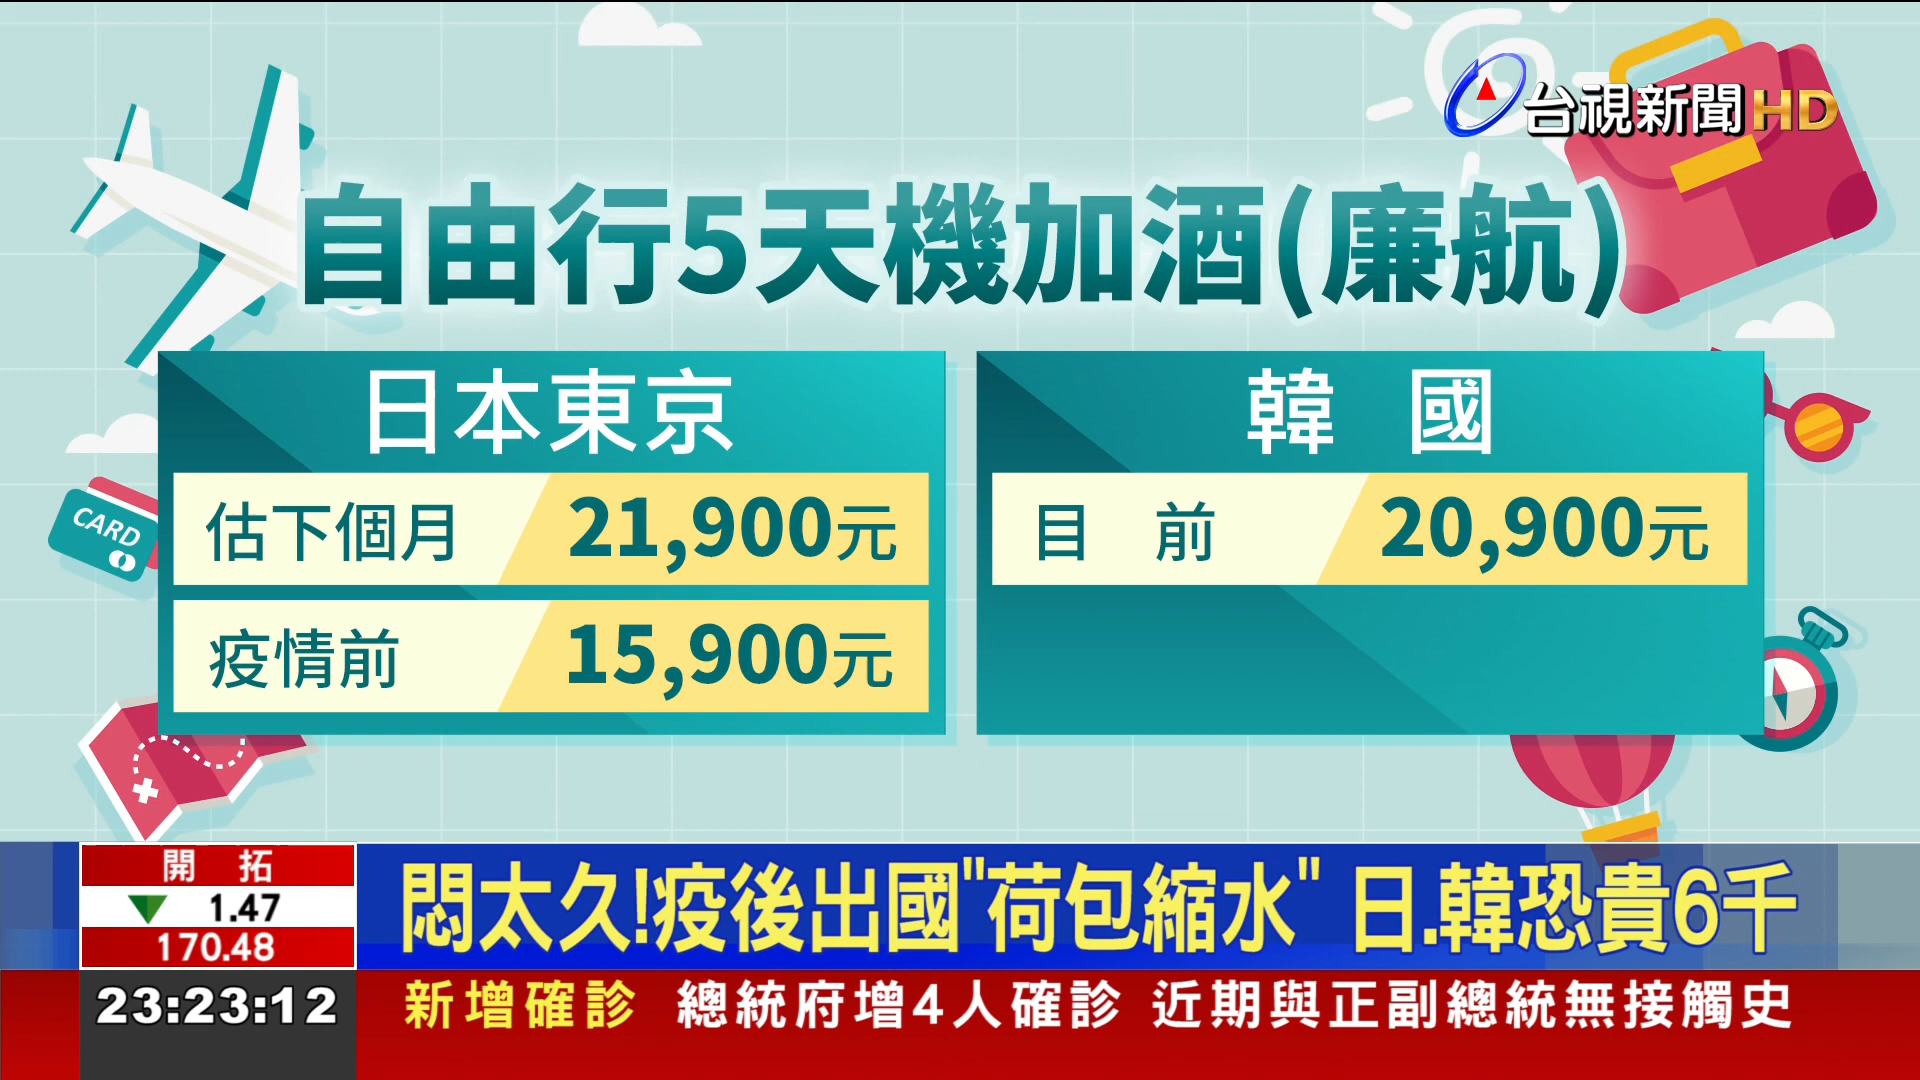 台視新聞HD
自由行5天機加酒(廉航)
日本東京
估下個月 21,900元
疫情前 15,900元
韓國
目前 20,900元
CARD
開拓
▼ 1.47
170.48
悶太久!疫後出國"荷包縮水" 日.韓恐貴6千
23:23:12
新增確診 總統府增4人確診 近期與正副總統無接觸史